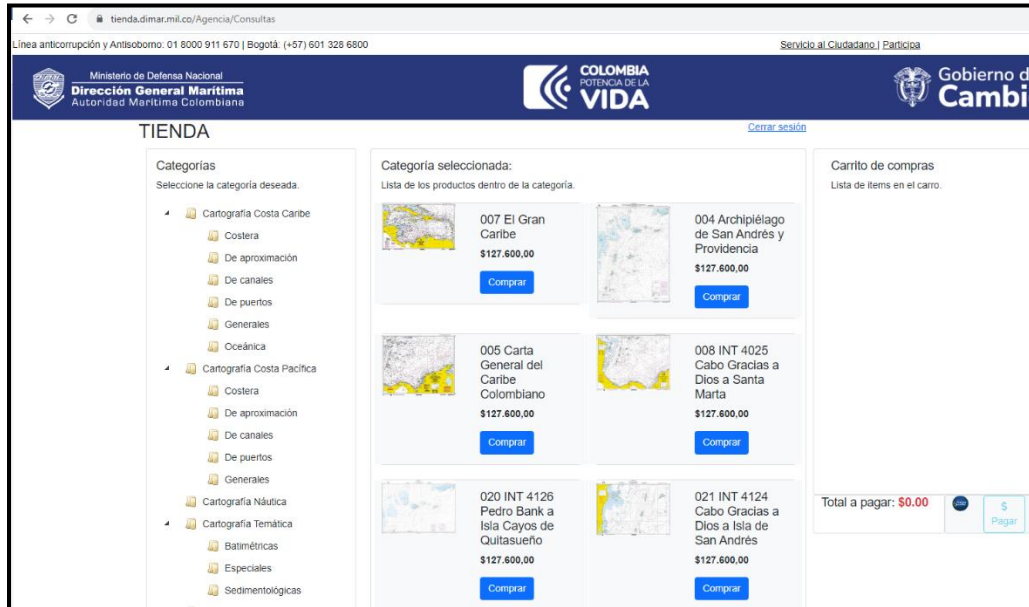 tienda.dimar.mil.co/Agencia/Consultas
Línea anticorrupción y Antisoborno: 01 8000 911 670 | Bogotá: (+57) 601 328 6800
Servicio al Ciudadano | Participa
Ministerio de Defensa Nacional
Dirección General Marítima
Autoridad Marítima Colombiana
COLOMBIA
POTENCIA DE LA
VIDA
Gobierno d
Cambi
TIENDA
Cerrar sesión
Categorías
Seleccione la categoría deseada.
Cartografía Costa Caribe
Costera
De aproximación
De canales
De puertos
Generales
Oceánica
Cartografía Costa Pacífica
Costera
De aproximación
De canales
De puertos
Generales
Cartografía Náutica
Cartografía Temática
Batimétricas
Especiales
Sedimentológicas
Categoría seleccionada:
Lista de los productos dentro de la categoría.
007 El Gran
Caribe
$127.600,00
Comprar
004 Archipiélago
de San Andrés y
Providencia
$127.600,00
Comprar
005 Carta
General del
Caribe
Colombiano
$127.600,00
Comprar
008 INT 4025
Cabo Gracias a
Dios a Santa
Marta
$127.600,00
Comprar
020 INT 4126
Pedro Bank a
Isla Cayos de
Quitasueño
$127.600,00
Comprar
021 INT 4124
Cabo Gracias a
Dios a Isla de
San Andrés
$127.600,00
Comprar
Carrito de compras
Lista de items en el carro.
Total a pagar: $0.00
pse
$
Pagar